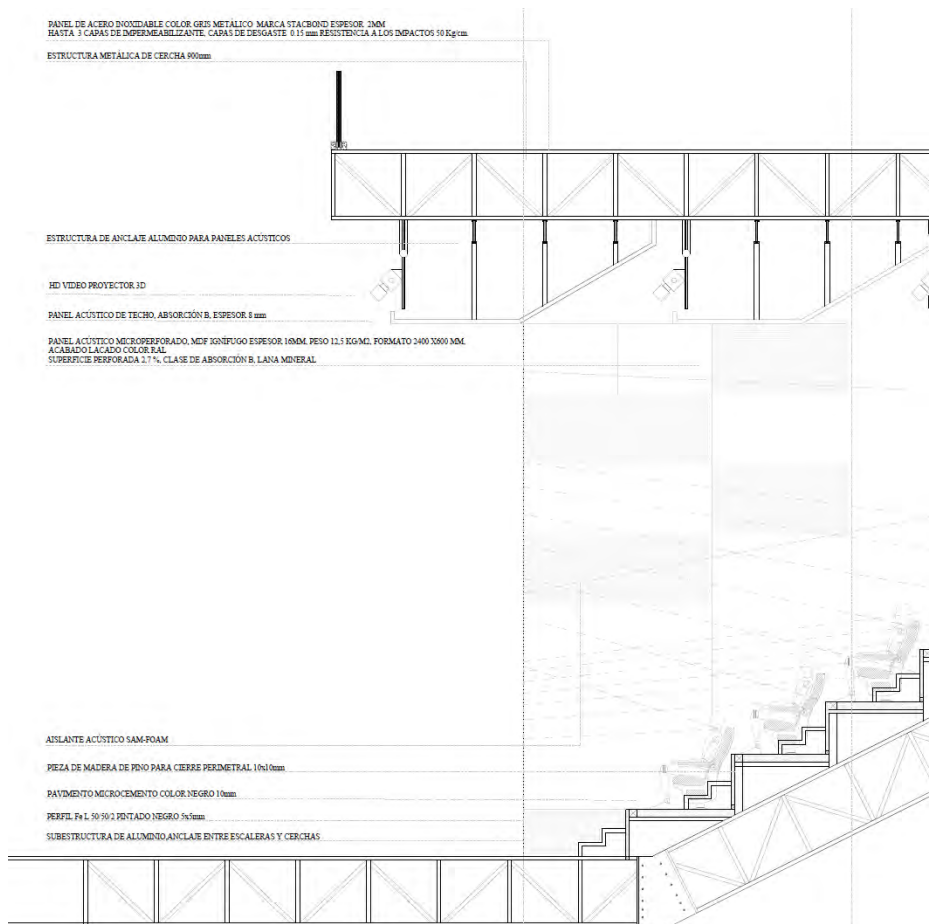 PANEL DE ACERO INOXIDABLE COLOR GRIS METÁLICO MARCA STACBOND ESPESOR 2MM
HASTA 3 CAPAS DE IMPERMEABILIZANTE, CAPAS DE DESGASTE 0.15 mm RESISTENCIA A LOS IMPACTOS 50 Kg/cm
ESTRUCTURA METÁLICA DE CERCHA 900mm
ESTRUCTURA DE ANCLAJE ALUMINIO PARA PANELES ACÚSTICOS
HD VIDEO PROYECTOR 3D
PANEL ACÚSTICO DE TECHO, ABSORCIÓN B, ESPESOR 8 mm
PANEL ACÚSTICO MICROPERFORADO, MDF IGNÍFUGO ESPESOR 16MM. PESO 12,5 KG/M2, FORMATO 2400 X600 MM.
ACABADO LACADO COLOR RAL
SUPERFICIE PERFORADA 2,7 %, CLASE DE ABSORCIÓN B, LANA MINERAL
AISLANTE ACÚSTICO SAM-FOAM
PIEZA DE MADERA DE PINO PARA CIERRE PERIMETRAL 10x10mm
PAVIMENTO MICROCEMENTO COLOR NEGRO 10mm
PERFIL Fe L 50/50/2 PINTADO NEGRO 5x5mm
SUBESTRUCTURA DE ALUMINIO,ANCLAJE ENTRE ESCALERAS Y CERCHAS